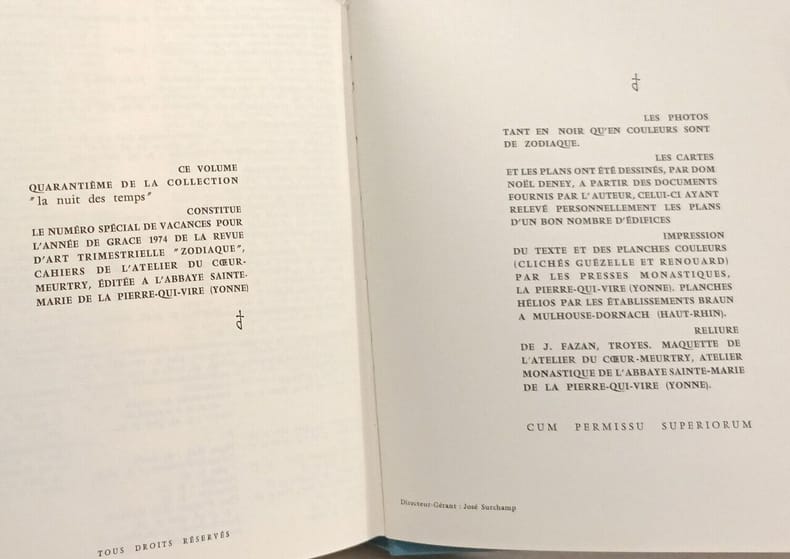 CE VOLUME
QUARANTIÈME DE LA COLLECTION
"la nuit des temps"
CONSTITUE
LE NUMÉRO SPÉCIAL DE VACANCES POUR
L'ANNÉE DE GRACE 1974 DE LA REVUE
D'ART TRIMESTRIELLE "ZODIAQUE",
CAHIERS DE L'ATELIER DU CŒUR-
MEURTRY, ÉDITÉE A L'ABBAYE SAINTE-
MARIE DE LA PIERRE-QUI-VIRE (YONNE)
TOUS DROITS RÉSERVÉS
LES PHOTOS
TANT EN NOIR QU'EN COULEURS SONT
DE ZODIAQUE.
LES CARTES
ET LES PLANS ONT ÉTÉ DESSINÉS, PAR DOM
NOËL DENEY, A PARTIR DES DOCUMENTS
FOURNIS PAR L'AUTEUR, CELUI-CI AYANT
RELEVÉ PERSONNELLEMENT LES PLANS
D'UN BON NOMBRE D'ÉDIFICES
IMPRESSION
DU TEXTE ET DES PLANCHES COULEURS
(CLICHÉS GUÉZELLE ET RENOUARD)
PAR LES PRESSES MONASTIQUES,
LA PIERRE-QUI-VIRE (YONNE). PLANCHES
HÉLIOS PAR LES ÉTABLISSEMENTS BRAUN
A MULHOUSE-DORNACH (HAUT-RHIN).
RELIURE
DE J. FAZAN, TROYES. MAQUETTE DE
L'ATELIER DU CŒUR-MEURTRY, ATELIER
MONASTIQUE DE L'ABBAYE SAINTE-MARIE
DE LA PIERRE-QUI-VIRE (YONNE).
CUM PERMISSU SUPERIORUM
Directeur-Gérant : José Surchamp